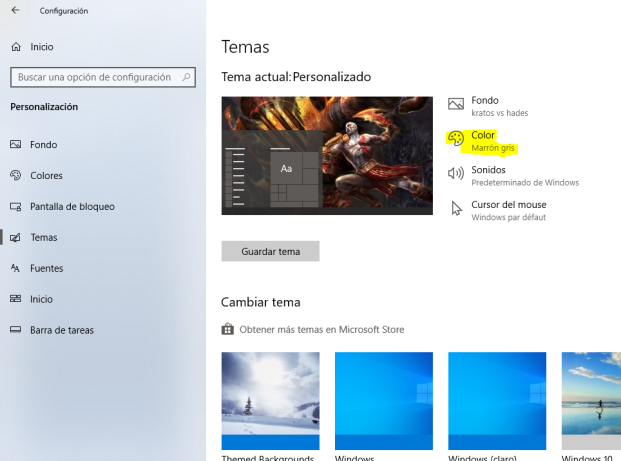 Configuración
Inicio
Buscar una opción de configuración
Personalización
Fondo
Colores
Pantalla de bloqueo
Temas
Fuentes
Inicio
Barra de tareas
Temas
Tema actual:Personalizado
Aa
Fondo
kratos vs hades
Color
Marrón gris
Sonidos
Predeterminado de Windows
Cursor del mouse
Windows par défaut
Guardar tema
Cambiar tema
Obtener más temas en Microsoft Store
Themed Backgrounds
Windows
Windows (claro)
Windows 10